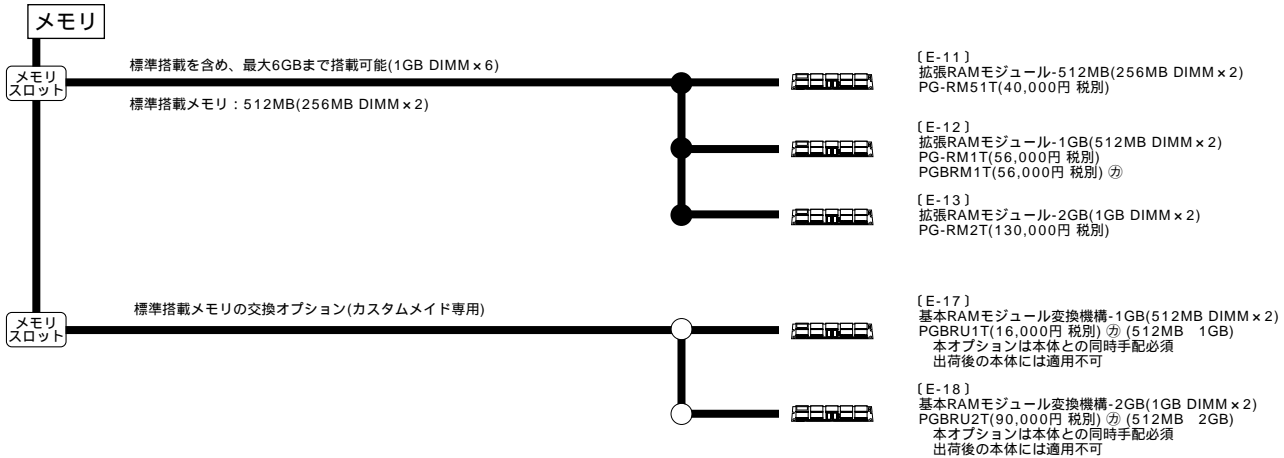 メモリ
メモリ
スロット
標準搭載を含め、最大6GBまで搭載可能(1GB DIMM×6)
標準搭載メモリ：512MB(256MB DIMM×2)
〔E-11〕
拡張RAMモジュール-512MB(256MB DIMM×2)
PG-RM51T(40,000円 税別)
〔E-12〕
拡張RAMモジュール-1GB(512MB DIMM×2)
PG-RM1T(56,000円 税別)
PGBRM1T(56,000円 税別) ㋕
〔E-13〕
拡張RAMモジュール-2GB(1GB DIMM×2)
PG-RM2T(130,000円 税別)
メモリ
スロット
標準搭載メモリの交換オプション(カスタムメイド専用)
〔E-17〕
基本RAMモジュール変換機構-1GB(512MB DIMM×2)
PGBRU1T(16,000円 税別) ㋕ (512MB　1GB)
本オプションは本体との同時手配必須
出荷後の本体には適用不可
〔E-18〕
基本RAMモジュール変換機構-2GB(1GB DIMM×2)
PGBRU2T(90,000円 税別) ㋕ (512MB　2GB)
本オプションは本体との同時手配必須
出荷後の本体には適用不可